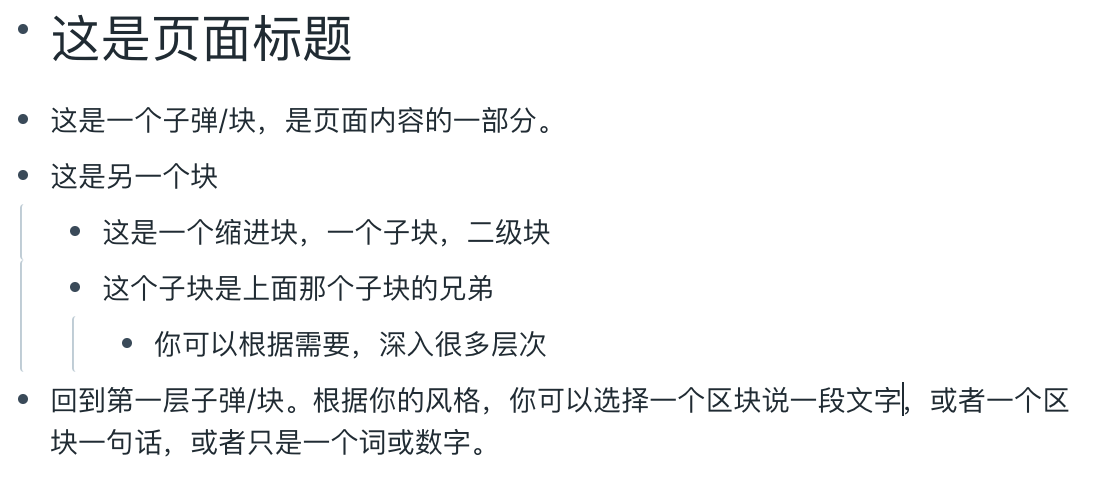 这是页面标题
这是一个子弹/块，是页面内容的一部分。
这是另一个块
这是一个缩进块，一个子块，二级块
这个子块是上面那个子块的兄弟
你可以根据需要，深入很多层次
回到第一层子弹/块。根据你的风格，你可以选择一个区块说一段文字，或者一个区
块一句话，或者只是一个词或数字。